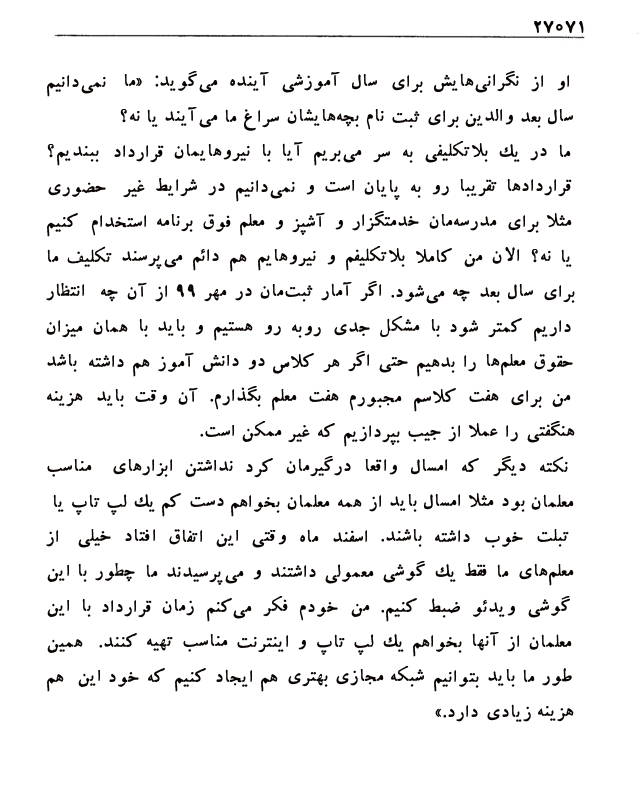 ۲۷۰۷۱
او از نگرانی‌هایش برای سال آموزشی آینده می‌گوید: «ما نمی‌دانیم
سال بعد والدین برای ثبت نام بچه‌هایشان سراغ ما می‌آیند یا نه؟
ما در یك بلاتکلیفی به سر می‌بریم آیا با نیروهایمان قرارداد ببندیم؟
قراردادها تقریبا رو به پایان است و نمی‌دانیم در شرایط غیر حضوری
مثلا برای مدرسه‌مان خدمتگزار و آشپز و معلم فوق برنامه استخدام کنیم
یا نه؟ الان من کاملا بلاتکلیفم و نیروهایم هم دائم می‌پرسند تکلیف ما
برای سال بعد چه می‌شود. اگر آمار ثبت‌مان در مهر ۹۹ از آن چه انتظار
داریم کمتر شود با مشکل جدی روبه رو هستیم و باید با همان میزان
حقوق معلم‌ها را بدهیم حتی اگر هر کلاس دو دانش آموز هم داشته باشد
من برای هفت کلاسم مجبورم هفت معلم بگذارم. آن وقت باید هزینه
هنگفتی را عملا از جیب بپردازیم که غیر ممکن است.
نکته دیگر که امسال واقعا درگیرمان کرد نداشتن ابزارهای مناسب
معلمان بود مثلا امسال باید از همه معلمان بخواهم دست کم یك لپ تاپ یا
تبلت خوب داشته باشند. اسفند ماه وقتی این اتفاق افتاد خیلی از
معلم‌های ما فقط یك گوشی معمولی داشتند و می‌پرسیدند ما چطور با این
گوشی ویدئو ضبط کنیم. من خودم فکر می‌کنم زمان قرارداد با این
معلمان از آنها بخواهم یك لپ تاپ و اینترنت مناسب تهیه کنند. همین
طور ما باید بتوانیم شبکه مجازی بهتری هم ایجاد کنیم که خود این هم
هزینه زیادی دارد.»